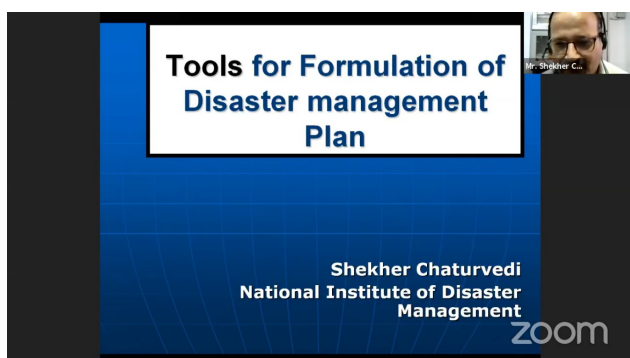 Tools for Formulation of
Disaster management
Plan
Mr. Shekher C...
Shekher Chaturvedi
National Institute of Disaster
Management
zoom